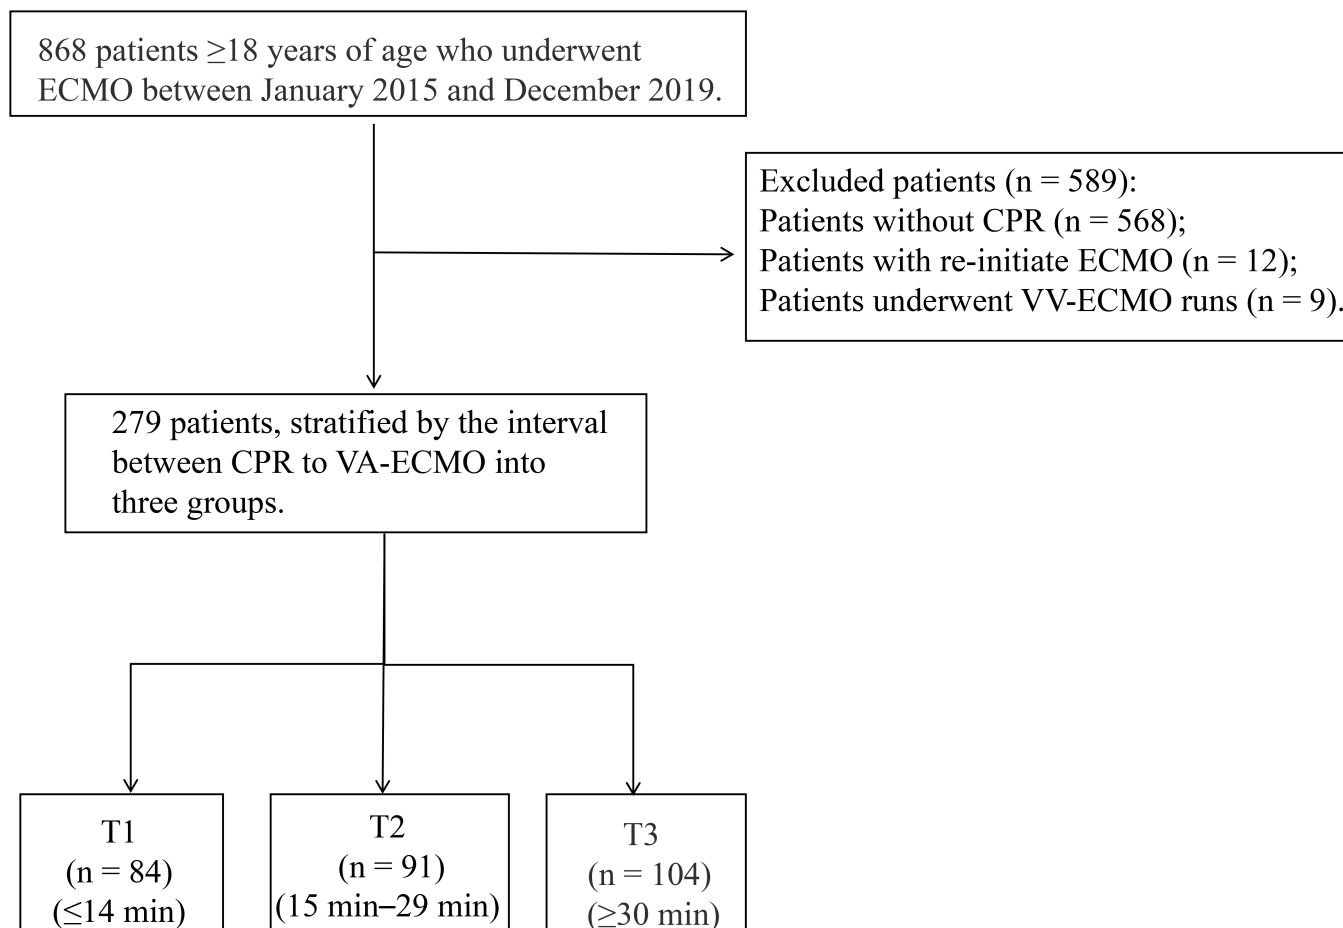 868 patients ≥18 years of age who underwent
ECMO between January 2015 and December 2019.
Excluded patients (n = 589):
Patients without CPR (n = 568);
Patients with re-initiate ECMO (n = 12);
Patients underwent VV-ECMO runs (n = 9).
279 patients, stratified by the interval
between CPR to VA-ECMO into
three groups.
T1
(n = 84)
(≤14 min)
T2
(n = 91)
(15 min–29 min)
T3
(n = 104)
(≥30 min)